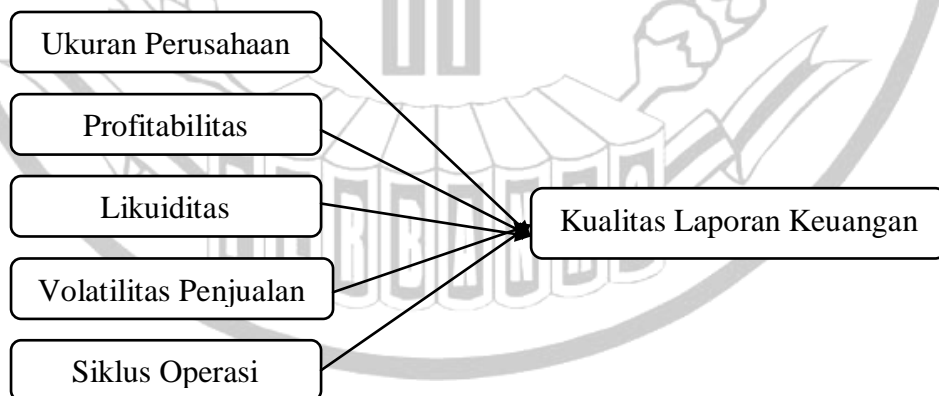 Ukuran Perusahaan
Profitabilitas
Likuiditas
Volatilitas Penjualan
Siklus Operasi
Kualitas Laporan Keuangan